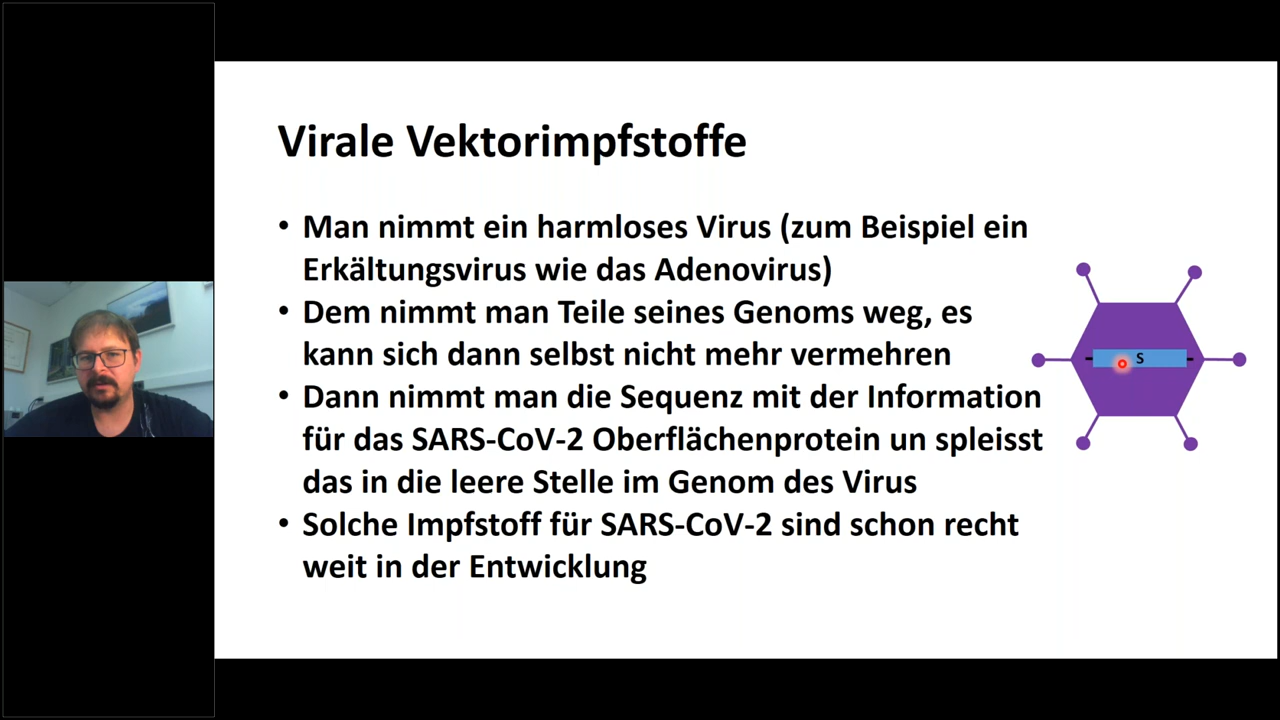 Virale Vektorimpfstoffe
• Man nimmt ein harmloses Virus (zum Beispiel ein
Erkältungsvirus wie das Adenovirus)
• Dem nimmt man Teile seines Genoms weg, es
kann sich dann selbst nicht mehr vermehren
• Dann nimmt man die Sequenz mit der Information
für das SARS-CoV-2 Oberflächenprotein un spleisst
das in die leere Stelle im Genom des Virus
• Solche Impfstoff für SARS-CoV-2 sind schon recht
weit in der Entwicklung
S